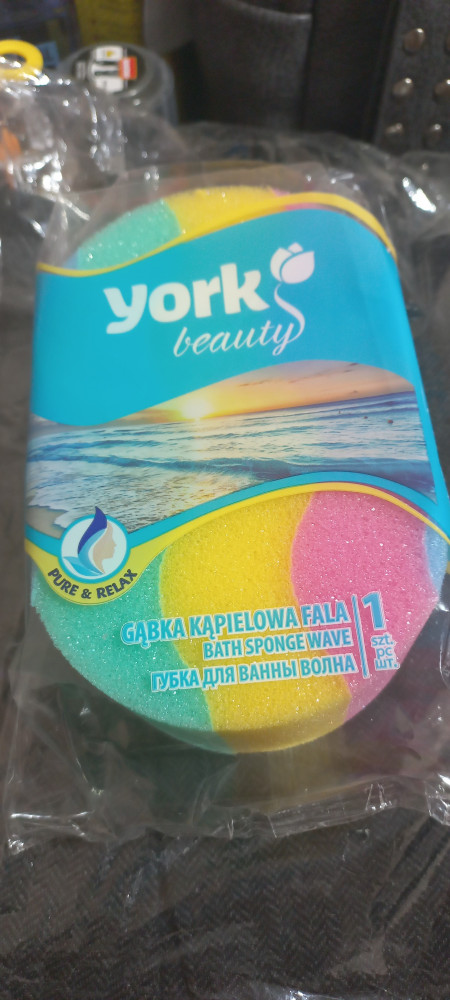 york
beauty
PURE & RELAX
GĄBKA KĄPIELOWA FALA
BATH SPONGE WAVE
ГУБКА ДЛЯ ВАННЫ ВОЛНА
1
szt.
pc
шт.